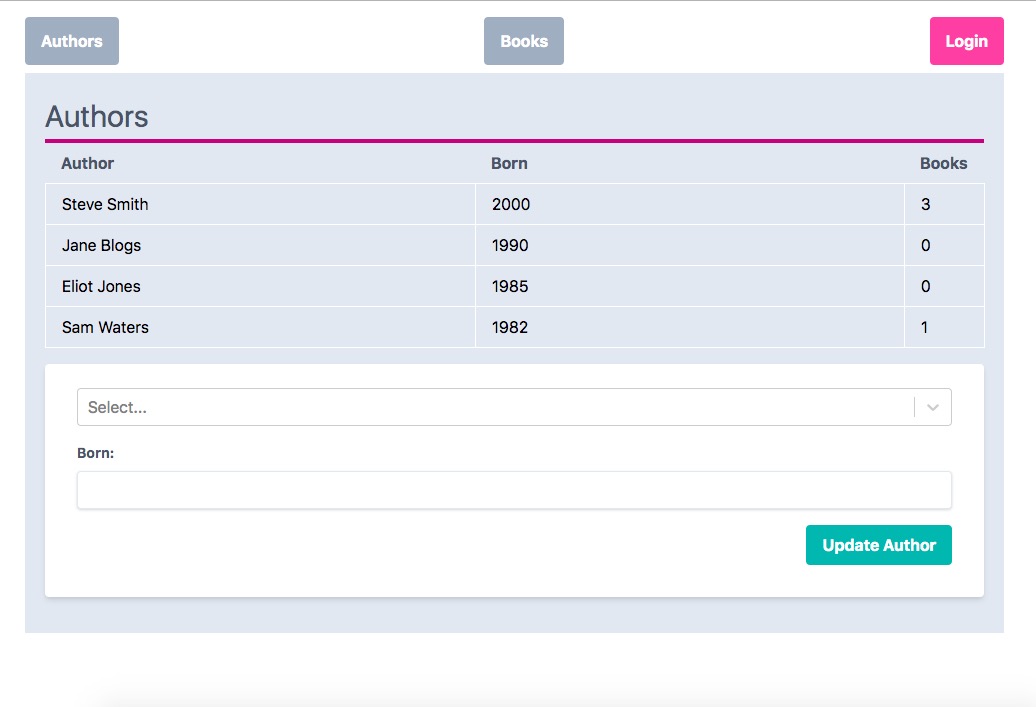 Authors Books Login
Authors
Author Born Books
Steve Smith 2000 3
Jane Blogs 1990 0
Eliot Jones 1985 0
Sam Waters 1982 1
Select...
Born:
Update Author